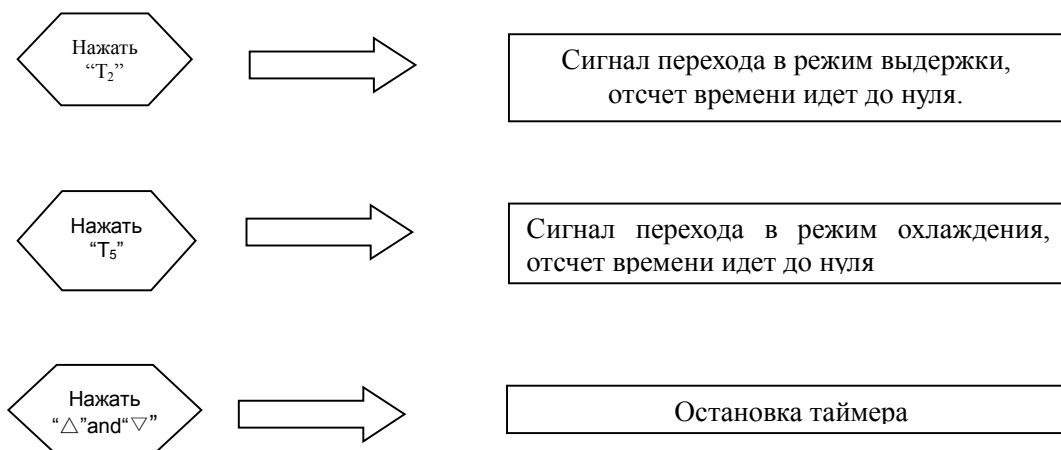 Нажать
“T₂”
Сигнал перехода в режим выдержки,
отсчет времени идет до нуля.
Нажать
“T₅”
Сигнал перехода в режим охлаждения,
отсчет времени идет до нуля
Нажать
“△”and“▽”
Остановка таймера